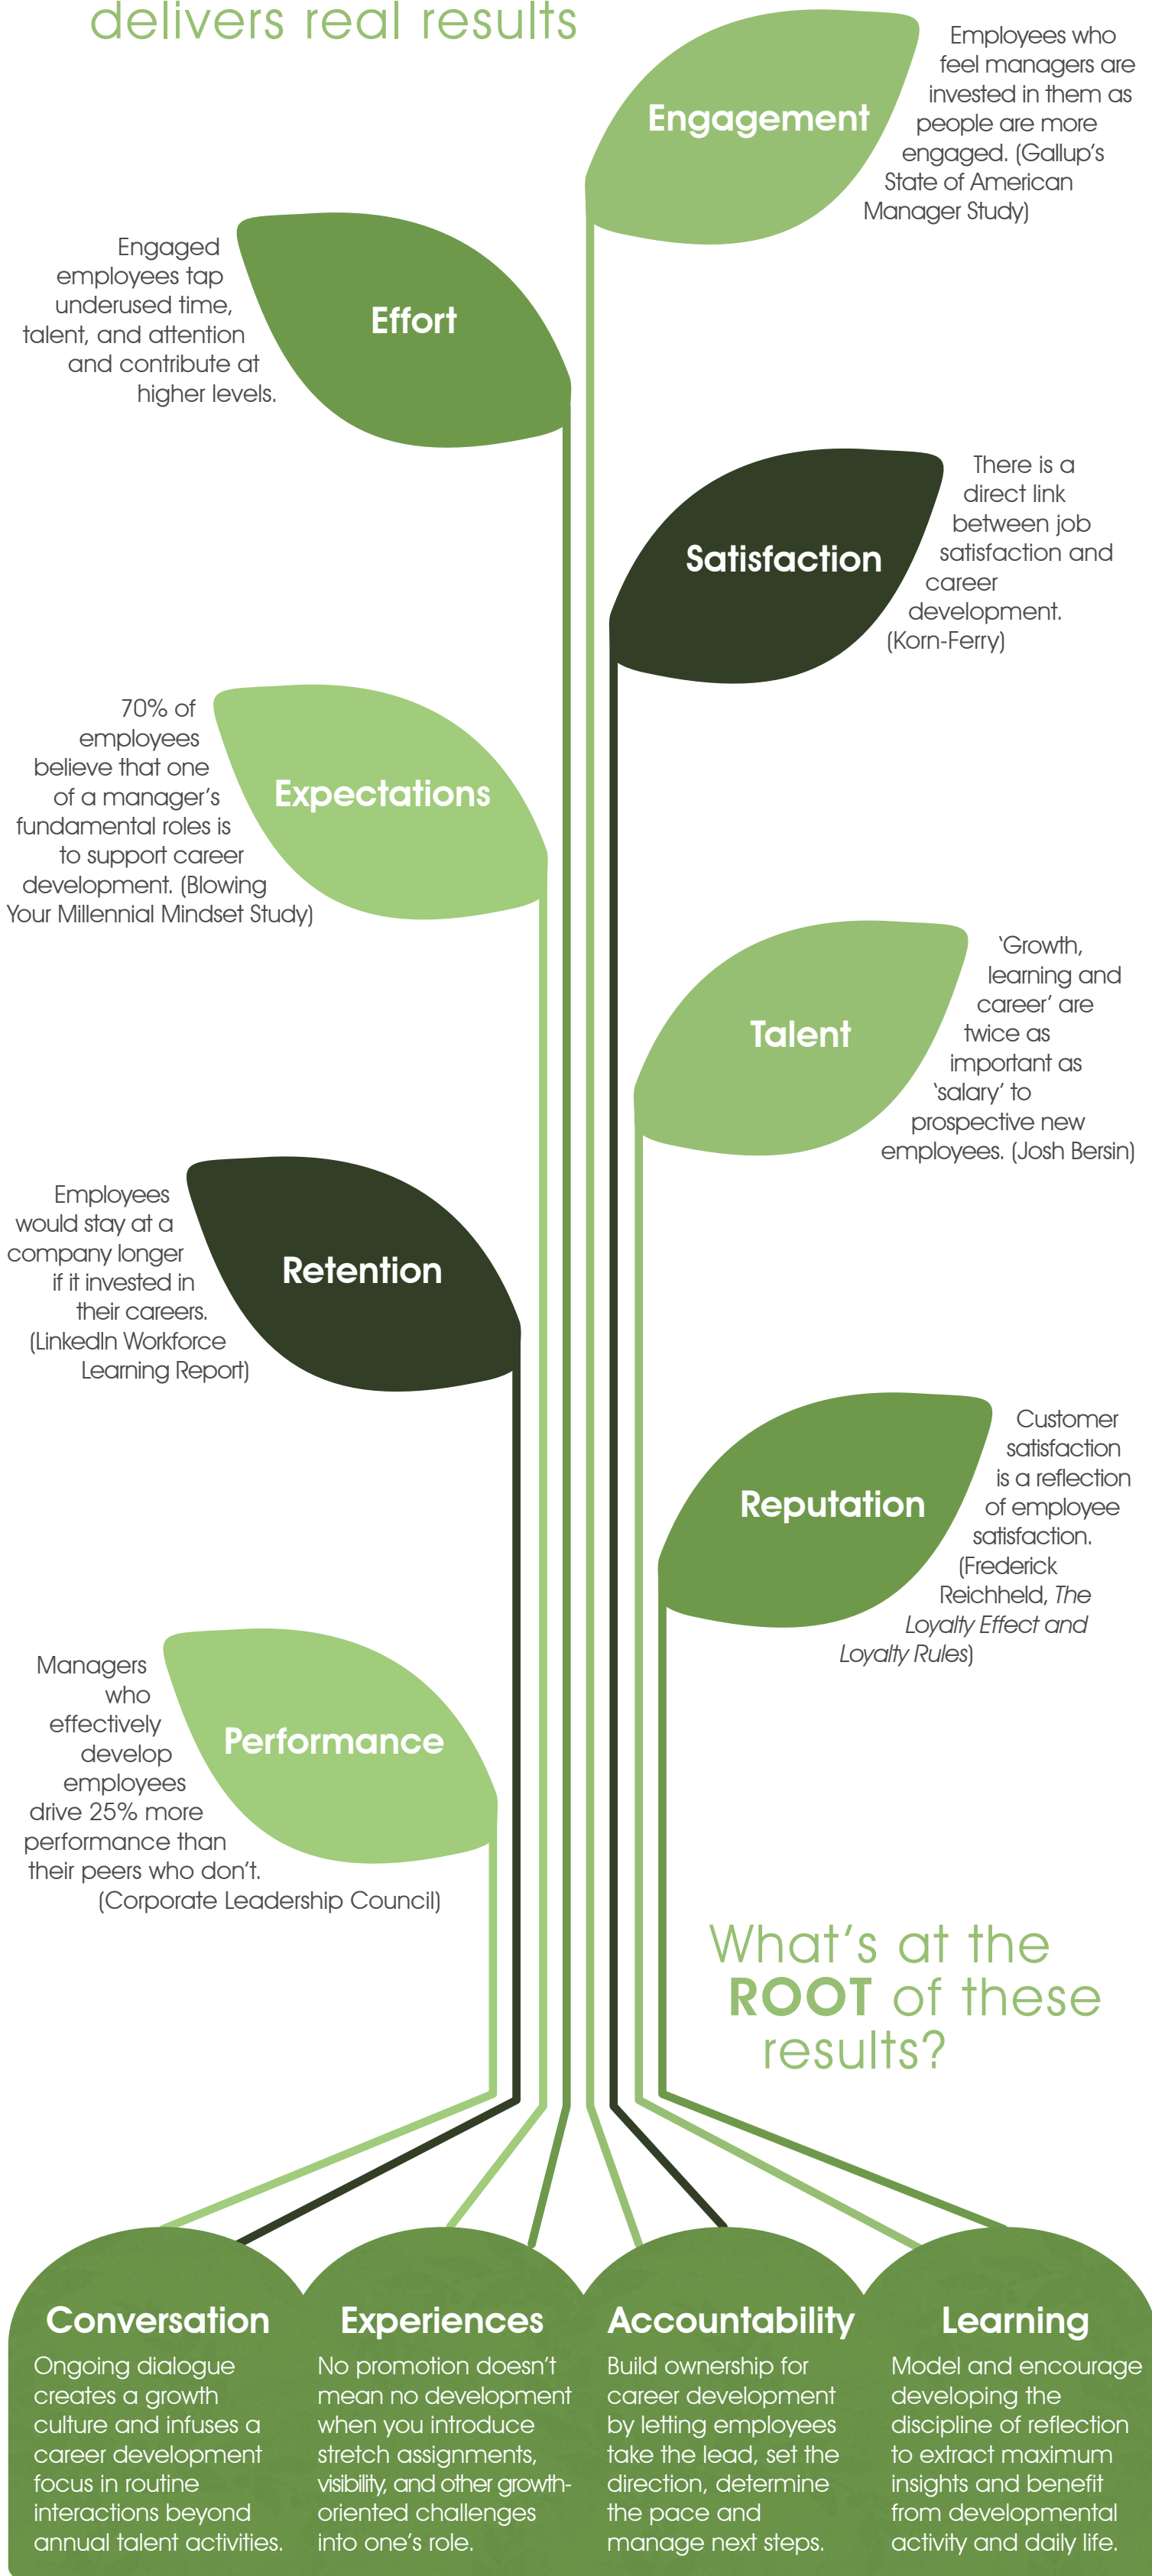 delivers real results
Engagement
Employees who
feel managers are
invested in them as
people are more
engaged. (Gallup’s
State of American
Manager Study)
Effort
Engaged
employees tap
underused time,
talent, and attention
and contribute at
higher levels.
Satisfaction
There is a
direct link
between job
satisfaction and
career
development.
(Korn-Ferry)
Expectations
70% of
employees
believe that one
of a manager’s
fundamental roles is
to support career
development. (Blowing
Your Millennial Mindset Study)
Talent
‘Growth,
learning and
career’ are
twice as
important as
‘salary’ to
prospective new
employees. (Josh Bersin)
Retention
Employees
would stay at a
company longer
if it invested in
their careers.
(LinkedIn Workforce
Learning Report)
Reputation
Customer
satisfaction
is a reflection
of employee
satisfaction.
(Frederick
Reichheld, The
Loyalty Effect and
Loyalty Rules)
Performance
Managers
who
effectively
develop
employees
drive 25% more
performance than
their peers who don’t.
(Corporate Leadership Council)
What‘s at the
ROOT of these
results?
Conversation
Ongoing dialogue
creates a growth
culture and infuses a
career development
focus in routine
interactions beyond
annual talent activities.
Experiences
No promotion doesn’t
mean no development
when you introduce
stretch assignments,
visibility, and other growth-
oriented challenges
into one’s role.
Accountability
Build ownership for
career development
by letting employees
take the lead, set the
direction, determine
the pace and
manage next steps.
Learning
Model and encourage
developing the
discipline of reflection
to extract maximum
insights and benefit
from developmental
activity and daily life.